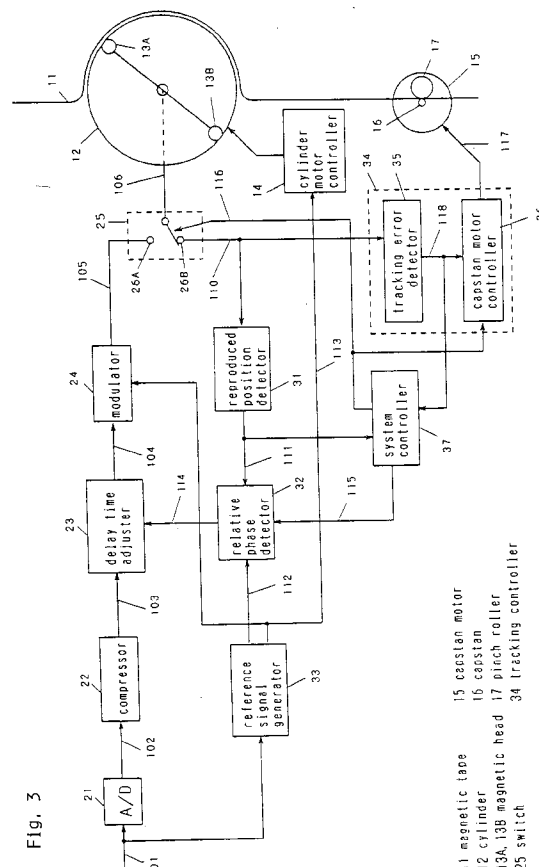 Fig. 3
101
A/D
21
102
compressor
22
103
delay time
adjuster
23
104
modulator
24
105
25
26A
26B
106
11
12
13A
13B
cylinder
motor
controller
14
116
110
reproduced
position
detector
31
111
114
relative
phase
detector
32
112
115
reference
signal
generator
33
113
system
controller
37
34
tracking error
detector
35
118
capstan motor
controller
117
15
16
17
magnetic tape
cylinder
13A, 13B magnetic head
25 switch
15 capstan motor
16 capstan
17 pinch roller
34 tracking controller